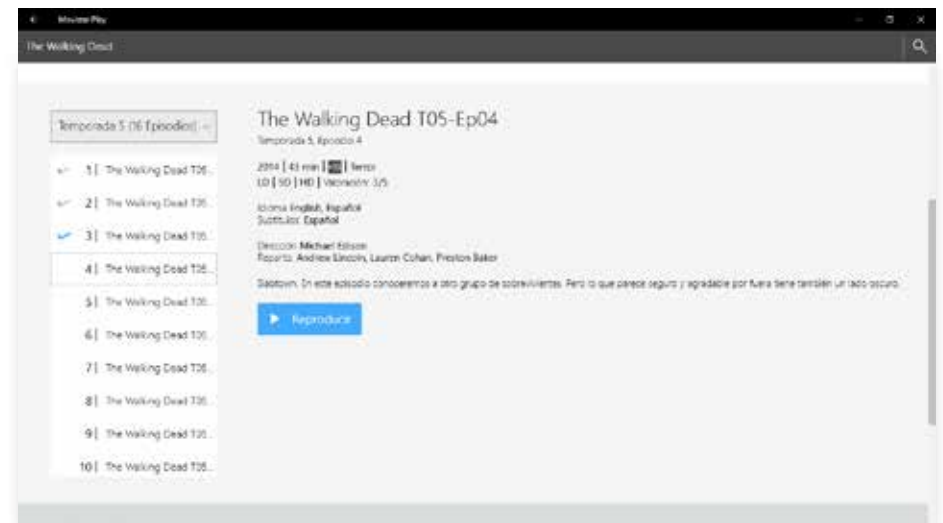 Movistar Play
The Walking Dead
Temporada 5 (16 Episodios)
1 | The Walking Dead T05...
2 | The Walking Dead T05...
3 | The Walking Dead T05...
4 | The Walking Dead T05...
5 | The Walking Dead T05...
6 | The Walking Dead T05...
7 | The Walking Dead T05...
8 | The Walking Dead T05...
9 | The Walking Dead T05...
10 | The Walking Dead T05...
The Walking Dead T05-Ep04
Temporada 5, Episodio 4
2014 | 43 min | | Terror
LD | SD | HD | Valoración: 3/5
Idioma: English, Español
Subtítulos: Español
Dirección: Michael
Reparto: Andrew Lincoln, Lauren Cohan, Preston Baker
Slabtown. En este episodio conoceremos a otro grupo de sobrevivientes. Pero lo que parece seguro y agradable por fuera tiene también un lado oscuro.
Reproducir